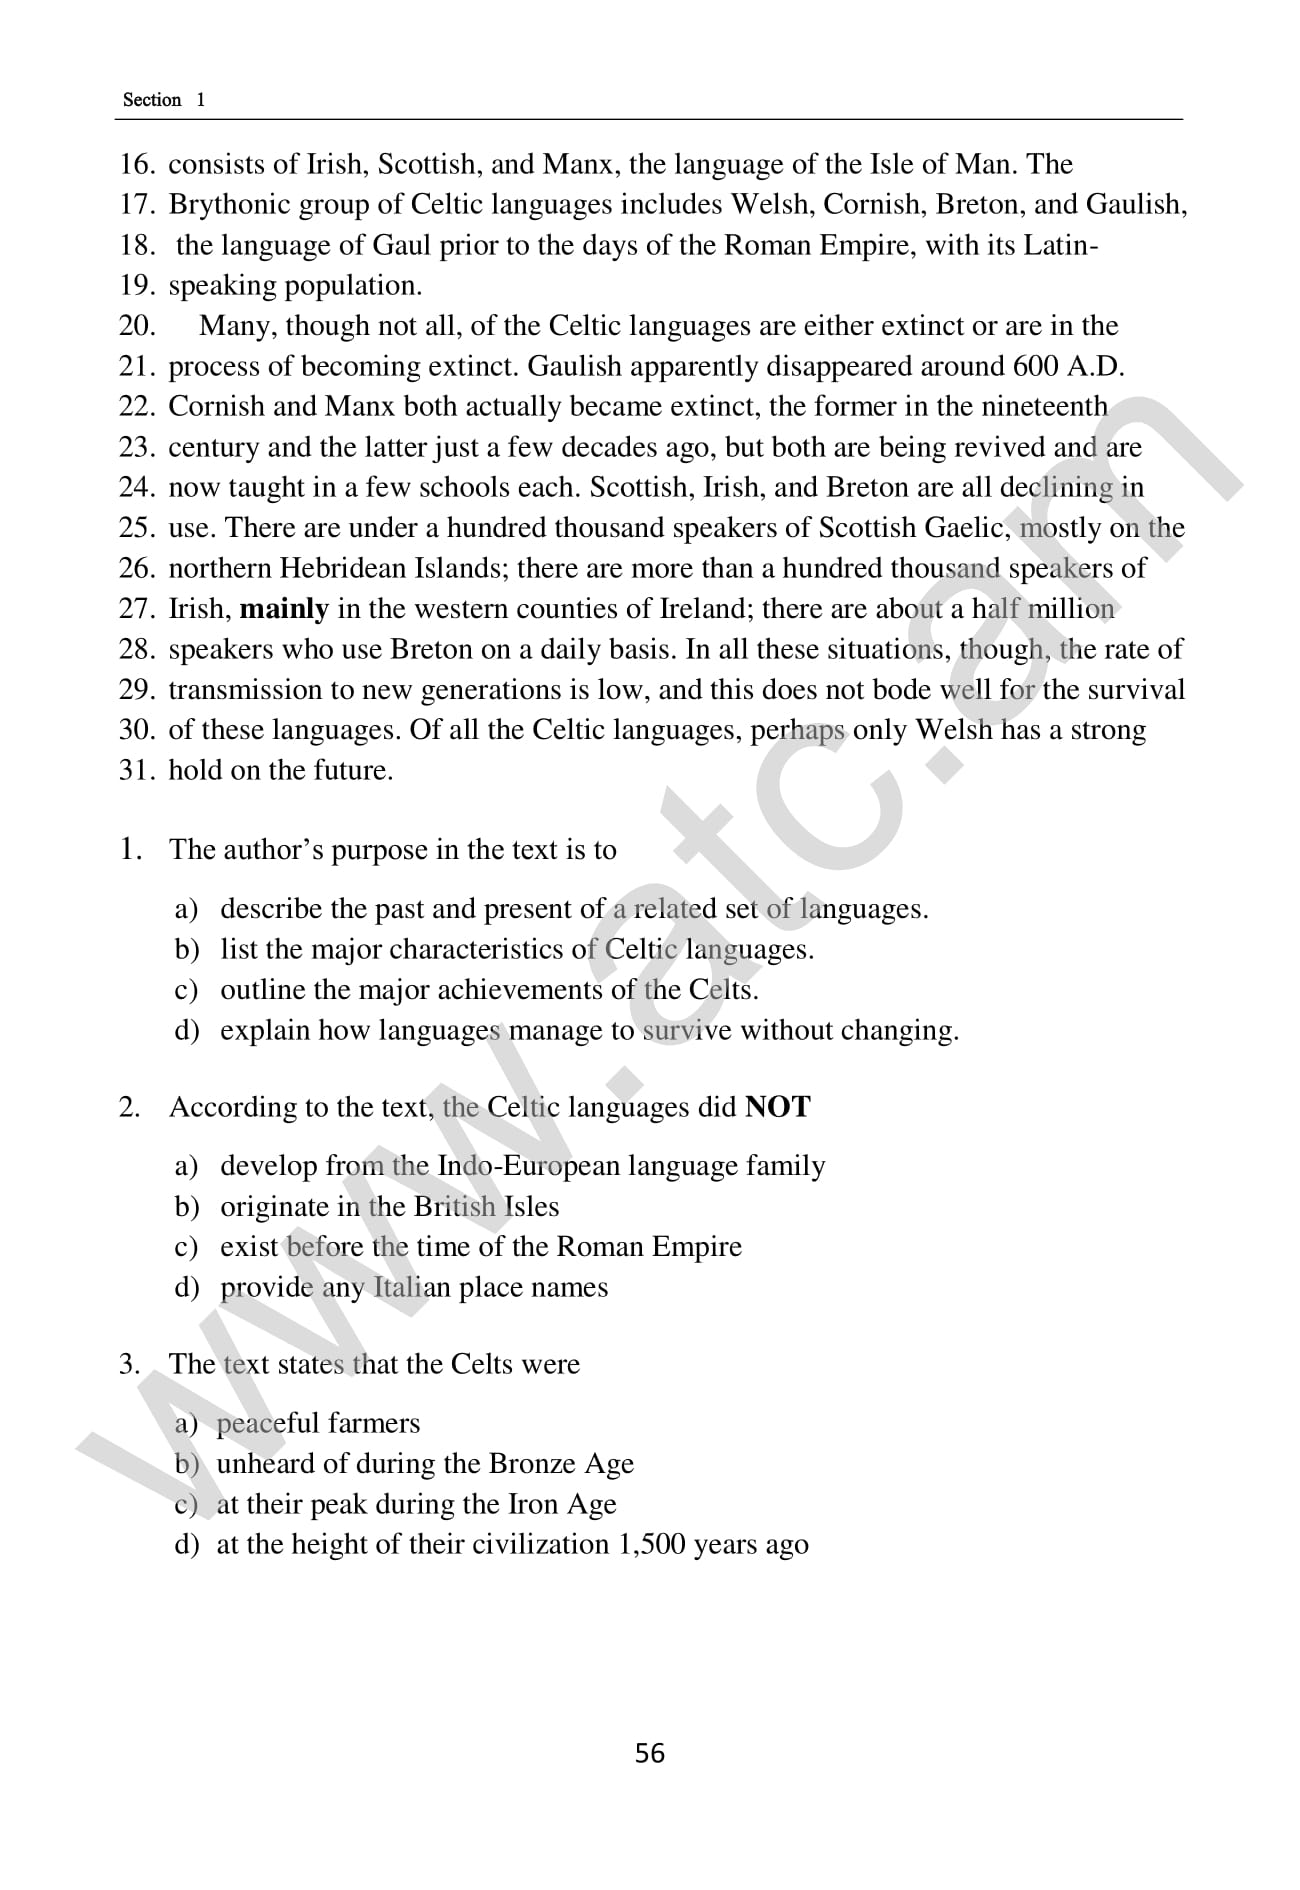 Section 1
16. consists of Irish, Scottish, and Manx, the language of the Isle of Man. The
17. Brythonic group of Celtic languages includes Welsh, Cornish, Breton, and Gaulish,
18. the language of Gaul prior to the days of the Roman Empire, with its Latin-
19. speaking population.
20. Many, though not all, of the Celtic languages are either extinct or are in the
21. process of becoming extinct. Gaulish apparently disappeared around 600 A.D.
22. Cornish and Manx both actually became extinct, the former in the nineteenth
23. century and the latter just a few decades ago, but both are being revived and are
24. now taught in a few schools each. Scottish, Irish, and Breton are all declining in
25. use. There are under a hundred thousand speakers of Scottish Gaelic, mostly on the
26. northern Hebridean Islands; there are more than a hundred thousand speakers of
27. Irish, mainly in the western counties of Ireland; there are about a half million
28. speakers who use Breton on a daily basis. In all these situations, though, the rate of
29. transmission to new generations is low, and this does not bode well for the survival
30. of these languages. Of all the Celtic languages, perhaps only Welsh has a strong
31. hold on the future.
1. The author's purpose in the text is to
a) describe the past and present of a related set of languages.
b) list the major characteristics of Celtic languages.
c) outline the major achievements of the Celts.
d) explain how languages manage to survive without changing.
2. According to the text, the Celtic languages did NOT
a) develop from the Indo-European language family
b) originate in the British Isles
c) exist before the time of the Roman Empire
d) provide any Italian place names
3. The text states that the Celts were
a) peaceful farmers
b) unheard of during the Bronze Age
c) at their peak during the Iron Age
d) at the height of their civilization 1,500 years ago
56
www.atc.am